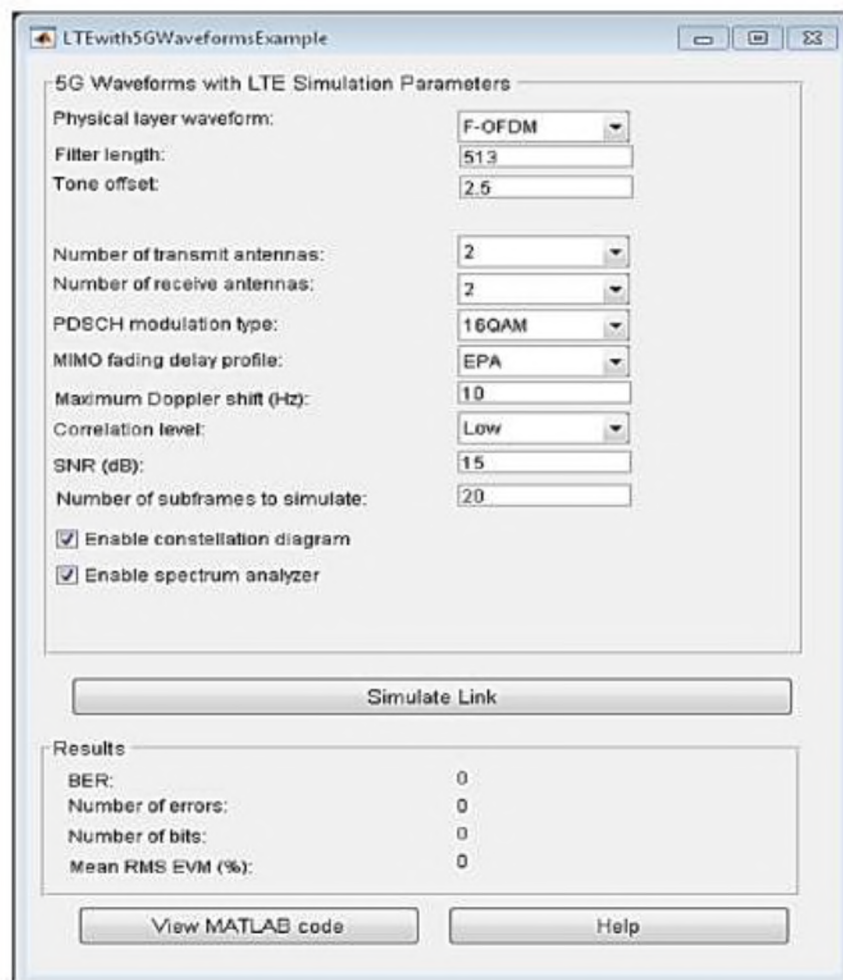 LTEwith5GWaveformsExample
5G Waveforms with LTE Simulation Parameters
Physical layer waveform: F-OFDM
Filter length: 513
Tone offset: 2.5
Number of transmit antennas: 2
Number of receive antennas: 2
PDSCH modulation type: 16QAM
MIMO fading delay profile: EPA
Maximum Doppler shift (Hz): 10
Correlation level: Low
SNR (dB): 15
Number of subframes to simulate: 20
Enable constellation diagram
Enable spectrum analyzer
Simulate Link
Results
BER: 0
Number of errors: 0
Number of bits: 0
Mean RMS EVM (%): 0
View MATLAB code Help